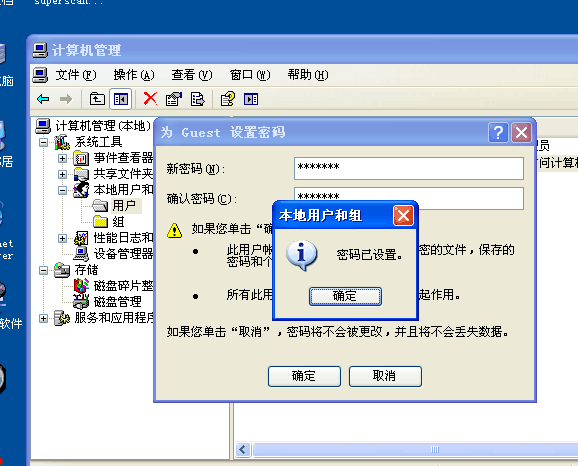 superscan...
计算机管理
文件(F) 操作(A) 查看(V) 窗口(W) 帮助(H)
计算机管理(本地)
系统工具
事件查看器
共享文件夹
本地用户和
用户
组
性能日志和
设备管理器
存储
磁盘碎片整
磁盘管理
服务和应用程序
为 Guest 设置密码
新密码(N): *******
确认密码(C): *******
如果您单击“确
• 此用户帐 密的文件，保存的
密码和个
• 所有此用 起作用。
如果您单击“取消”，密码将不会被更改，并且将不会丢失数据。
确定 取消
本地用户和组
密码已设置。
确定
员
问计算机
居
软件